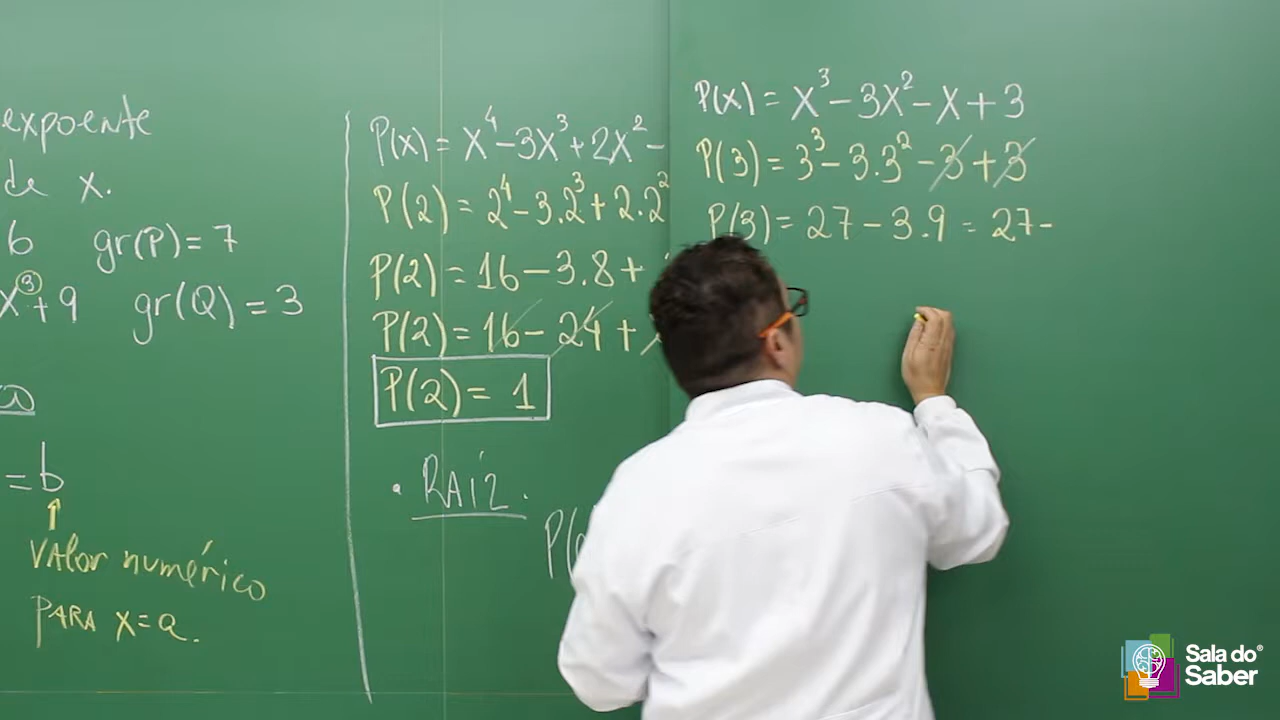 expoente
de x.
6 gr(P) = 7
x³ + 9 gr(Q) = 3
= b
↑
Valor numérico
PARA x = a.
P(x) = x⁴ - 3x³ + 2x² -
P(2) = 2⁴ - 3.2³ + 2.2²
P(2) = 16 - 3.8 +
P(2) = 16 - 24 +
P(2) = 1
. RAÍZ.
P(
P(x) = x³ - 3x² - x + 3
P(3) = 3³ - 3.3² - 3 + 3
P(3) = 27 - 3.9 = 27 -
Sala do®
Saber